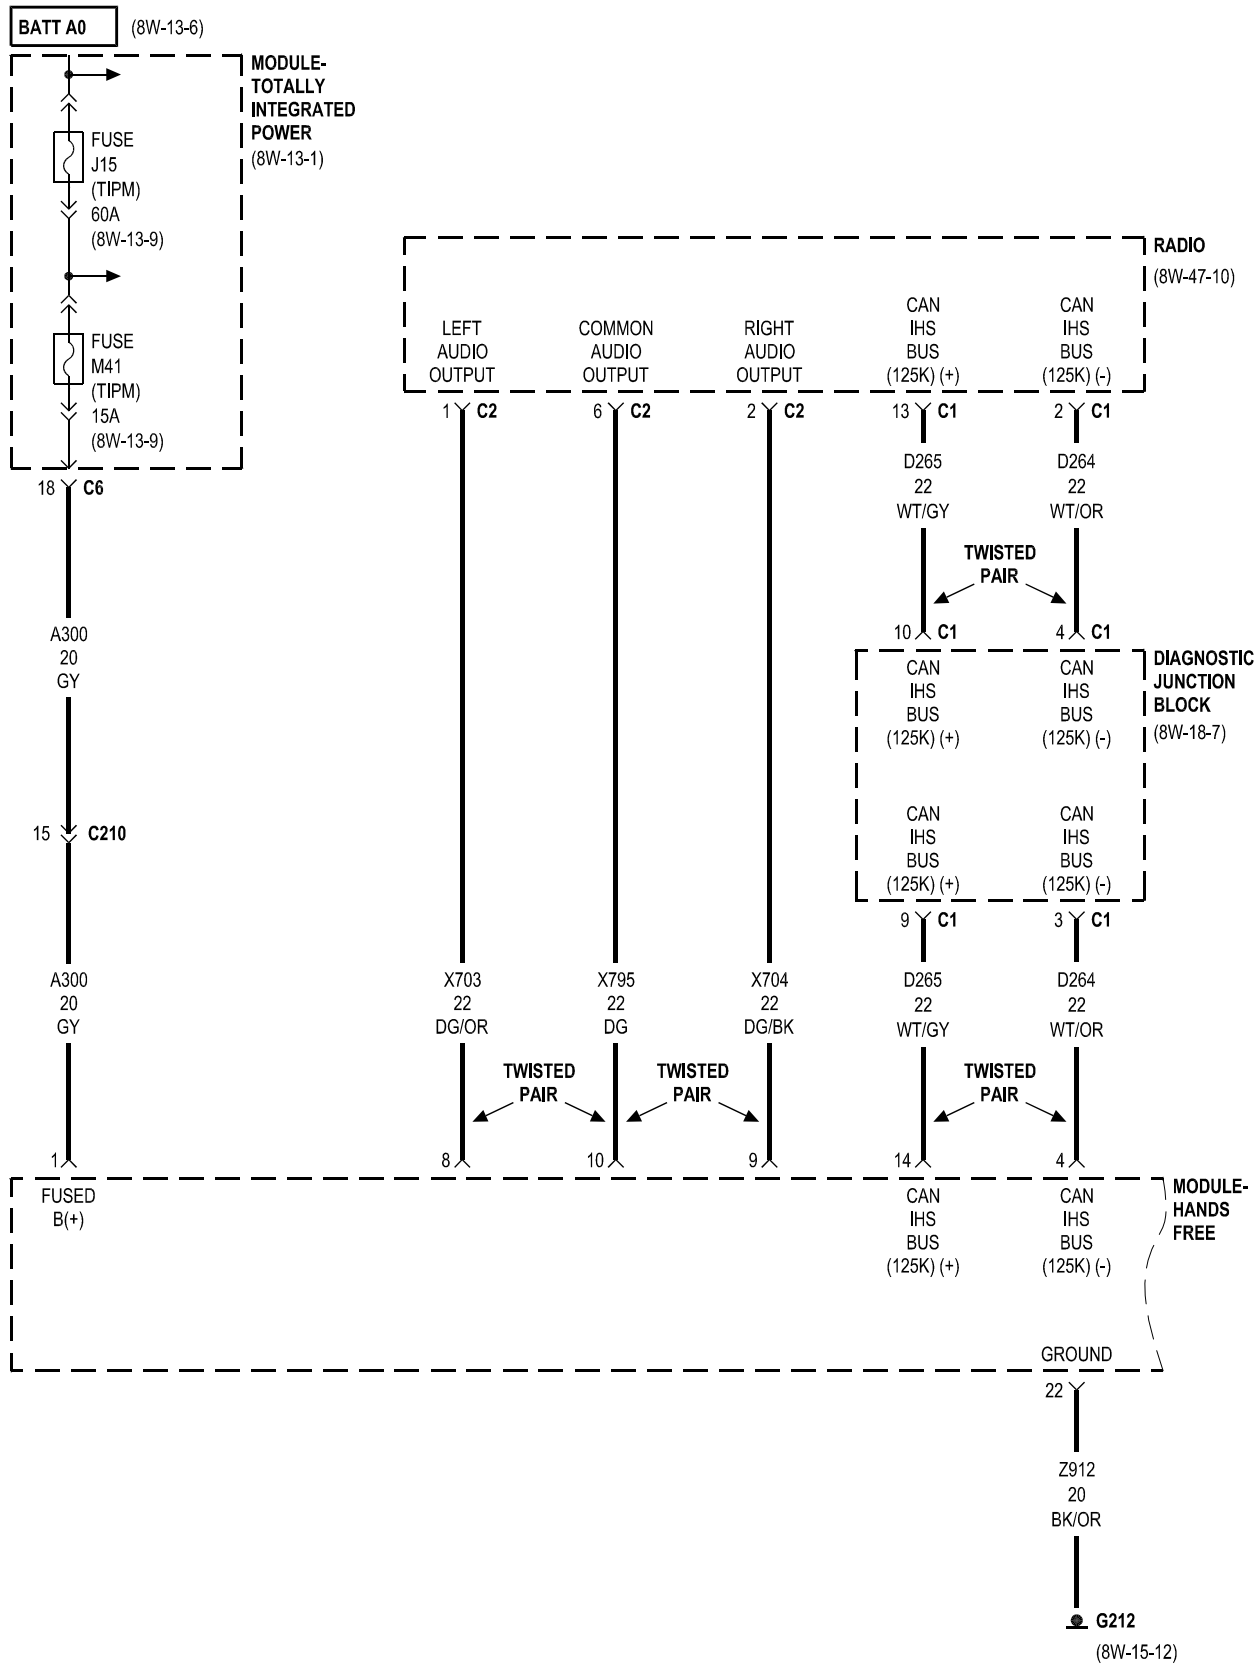 BATT A0 (8W-13-6)
MODULE-
TOTALLY
INTEGRATED
POWER
(8W-13-1)
FUSE
J15
(TIPM)
60A
(8W-13-9)
FUSE
M41
(TIPM)
15A
(8W-13-9)
18 C6
A300
20
GY
15 C210
A300
20
GY
1
RADIO
(8W-47-10)
LEFT
AUDIO
OUTPUT
COMMON
AUDIO
OUTPUT
RIGHT
AUDIO
OUTPUT
CAN
IHS
BUS
(125K) (+)
CAN
IHS
BUS
(125K) (-)
1 C2
6 C2
2 C2
13 C1
2 C1
D265
22
WT/GY
D264
22
WT/OR
TWISTED
PAIR
10 C1
4 C1
DIAGNOSTIC
JUNCTION
BLOCK
(8W-18-7)
CAN
IHS
BUS
(125K) (+)
CAN
IHS
BUS
(125K) (-)
CAN
IHS
BUS
(125K) (+)
CAN
IHS
BUS
(125K) (-)
9 C1
3 C1
X703
22
DG/OR
X795
22
DG
X704
22
DG/BK
D265
22
WT/GY
D264
22
WT/OR
TWISTED
PAIR
TWISTED
PAIR
TWISTED
PAIR
8
10
9
14
4
MODULE-
HANDS
FREE
FUSED
B(+)
CAN
IHS
BUS
(125K) (+)
CAN
IHS
BUS
(125K) (-)
GROUND
22
Z912
20
BK/OR
G212
(8W-15-12)